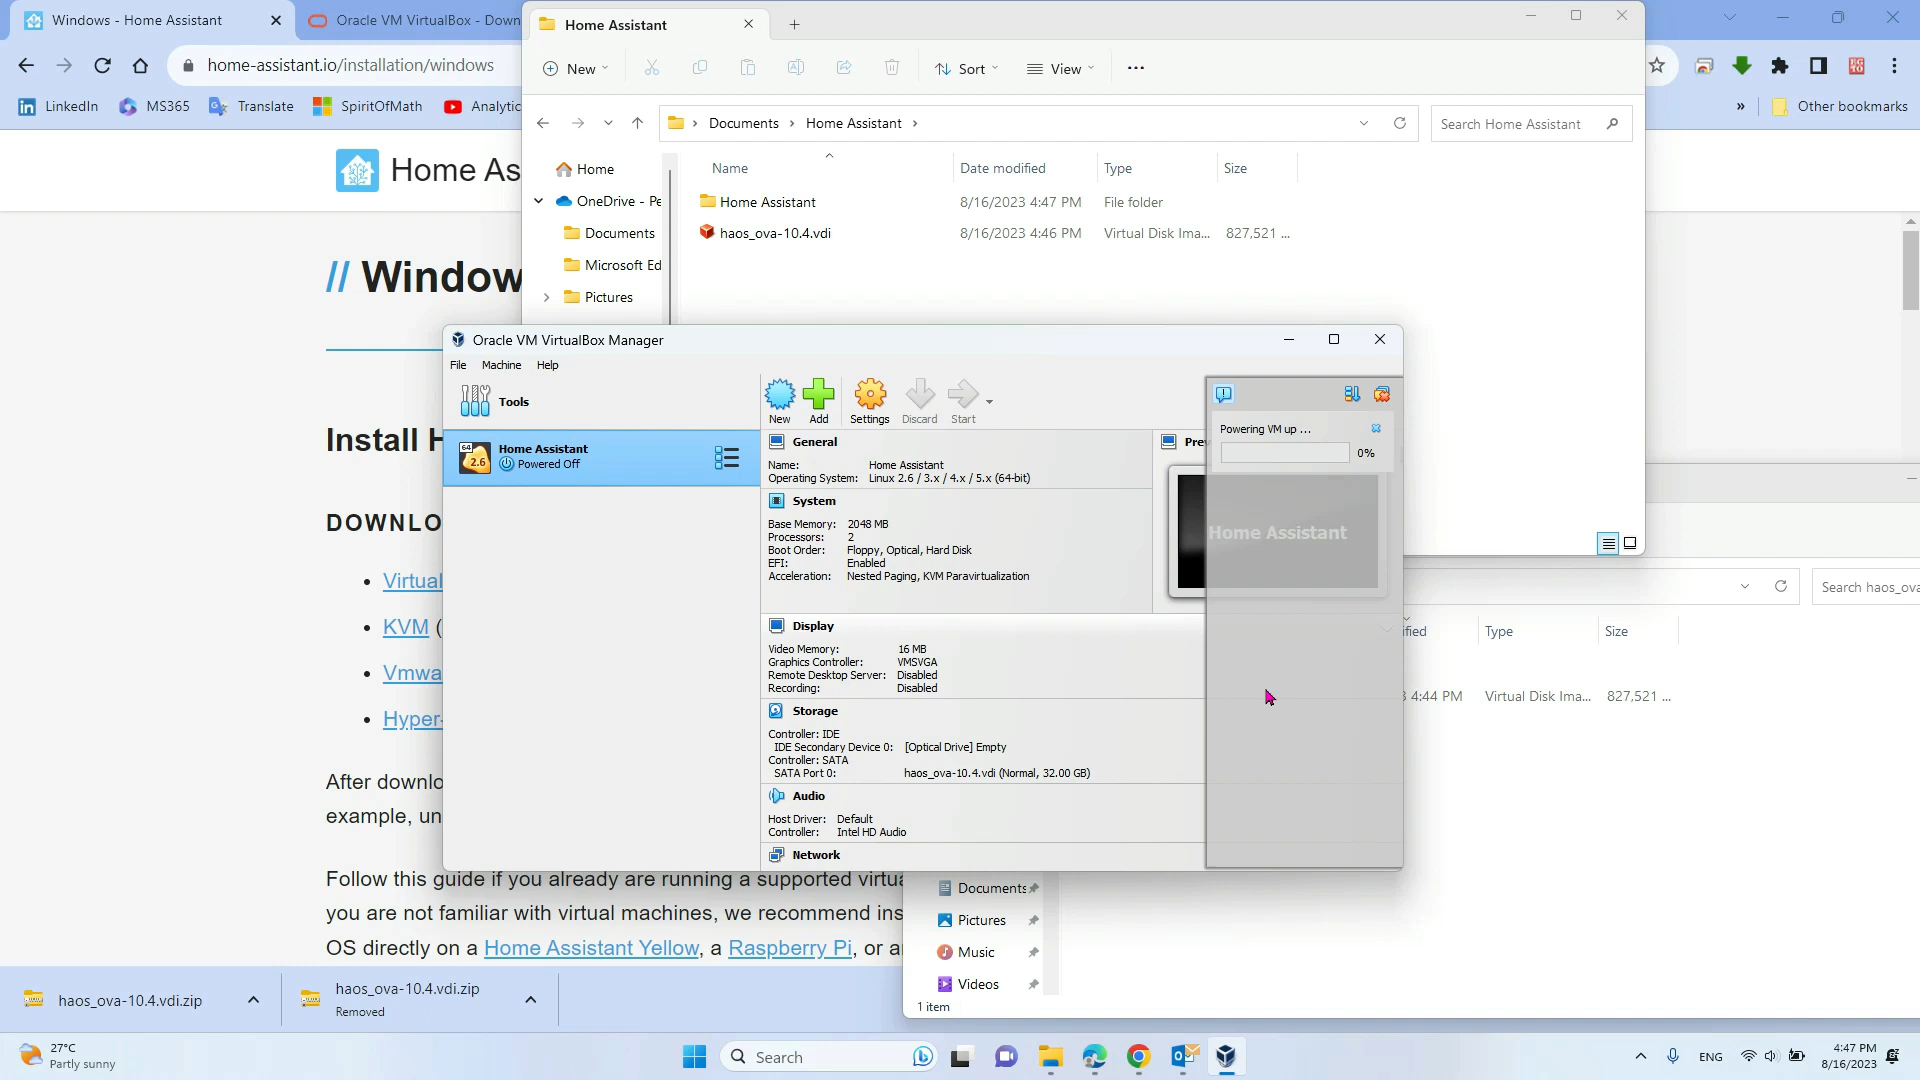 Windows - Home Assistant
Oracle VM VirtualBox - Down
home-assistant.io/installation/windows
LinkedIn
MS365
Translate
SpiritOfMath
Analytic
»
Other bookmarks
Home As
// Window
Install H
DOWNLO
Virtual
KVM (
Vmwa
Hyper-
After downlo
example, un
Follow this guide if you already are running a supported virtua
you are not familiar with virtual machines, we recommend ins
OS directly on a Home Assistant Yellow, a Raspberry Pi, or a
Home Assistant
New
Sort
View
Documents
Home Assistant
Search Home Assistant
Home
OneDrive - Pe
Documents
Microsoft Ed
Pictures
Name
Date modified
Type
Size
Home Assistant
8/16/2023 4:47 PM
File folder
haos_ova-10.4.vdi
8/16/2023 4:46 PM
Virtual Disk Ima...
827,521 ...
Oracle VM VirtualBox Manager
File
Machine
Help
Tools
New
Add
Settings
Discard
Start
64
2.6
Home Assistant
Powered Off
General
Name: Home Assistant
Operating System: Linux 2.6 / 3.x / 4.x / 5.x (64-bit)
System
Base Memory: 2048 MB
Processors: 2
Boot Order: Floppy, Optical, Hard Disk
EFI: Enabled
Acceleration: Nested Paging, KVM Paravirtualization
Display
Video Memory: 16 MB
Graphics Controller: VMSVGA
Remote Desktop Server: Disabled
Recording: Disabled
Storage
Controller: IDE
IDE Secondary Device 0: [Optical Drive] Empty
Controller: SATA
SATA Port 0: haos_ova-10.4.vdi (Normal, 32.00 GB)
Audio
Host Driver: Default
Controller: Intel HD Audio
Network
Pre
Powering VM up ...
0%
Home Assistant
Search haos_ova
ified
Type
Size
4:44 PM
Virtual Disk Ima...
827,521 ...
Documents
Pictures
Music
Videos
1 item
haos_ova-10.4.vdi.zip
haos_ova-10.4.vdi.zip
Removed
27°C
Partly sunny
Search
ENG
4:47 PM
8/16/2023